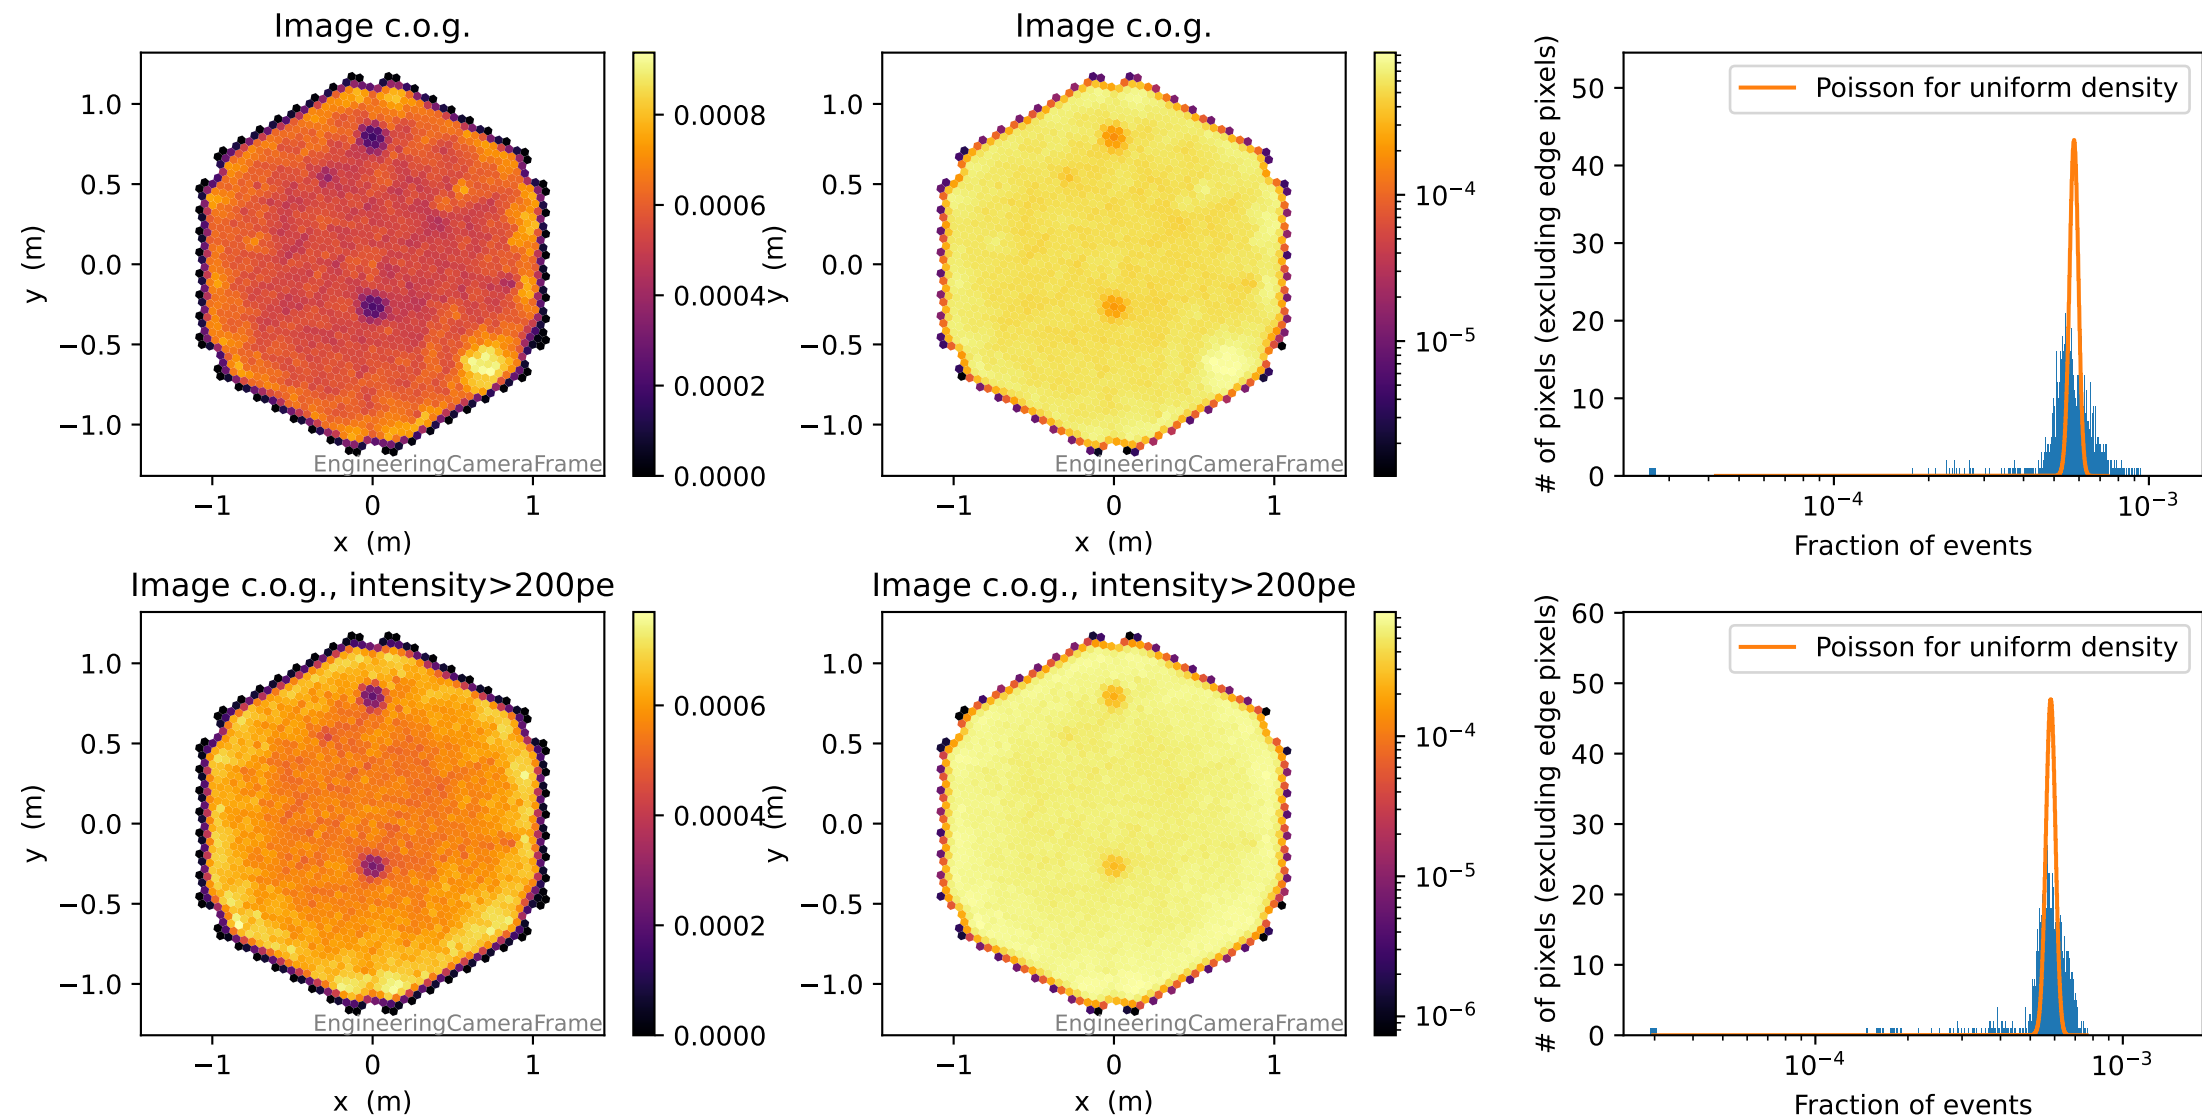 Image c.o.g.
1.0
0.5
0.0
−0.5
−1.0
y (m)
−1
0
1
x (m)
EngineeringCameraFrame
0.0008
0.0006
0.0004
0.0002
0.0000
Image c.o.g.
1.0
0.5
0.0
−0.5
−1.0
y (m)
−1
0
1
x (m)
EngineeringCameraFrame
10⁻⁴
10⁻⁵
Poisson for uniform density
50
40
30
20
10
0
# of pixels (excluding edge pixels)
10⁻⁴
10⁻³
Fraction of events
Image c.o.g., intensity>200pe
1.0
0.5
0.0
−0.5
−1.0
y (m)
−1
0
1
x (m)
EngineeringCameraFrame
0.0006
0.0004
0.0002
0.0000
Image c.o.g., intensity>200pe
1.0
0.5
0.0
−0.5
−1.0
y (m)
−1
0
1
x (m)
EngineeringCameraFrame
10⁻⁴
10⁻⁵
10⁻⁶
Poisson for uniform density
60
50
40
30
20
10
0
# of pixels (excluding edge pixels)
10⁻⁴
10⁻³
Fraction of events